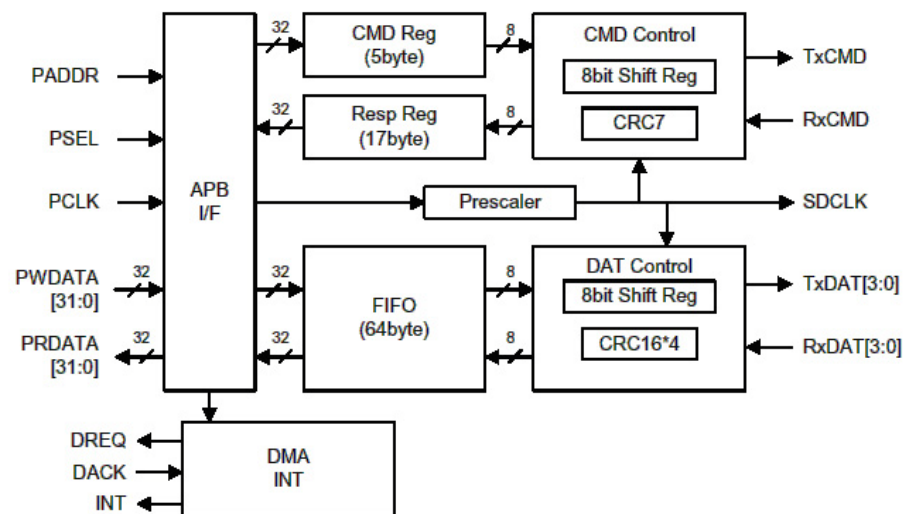 32
CMD Reg
(5byte)
8
CMD Control
8bit Shift Reg
CRC7
TxCMD
RxCMD
PADDR
PSEL
PCLK
32
Resp Reg
(17byte)
8
APB
I/F
Prescaler
SDCLK
PWDATA
[31:0]
32
PRDATA
[31:0]
32
32
32
FIFO
(64byte)
8
8
DAT Control
8bit Shift Reg
CRC16*4
TxDAT[3:0]
RxDAT[3:0]
DREQ
DACK
INT
DMA
INT